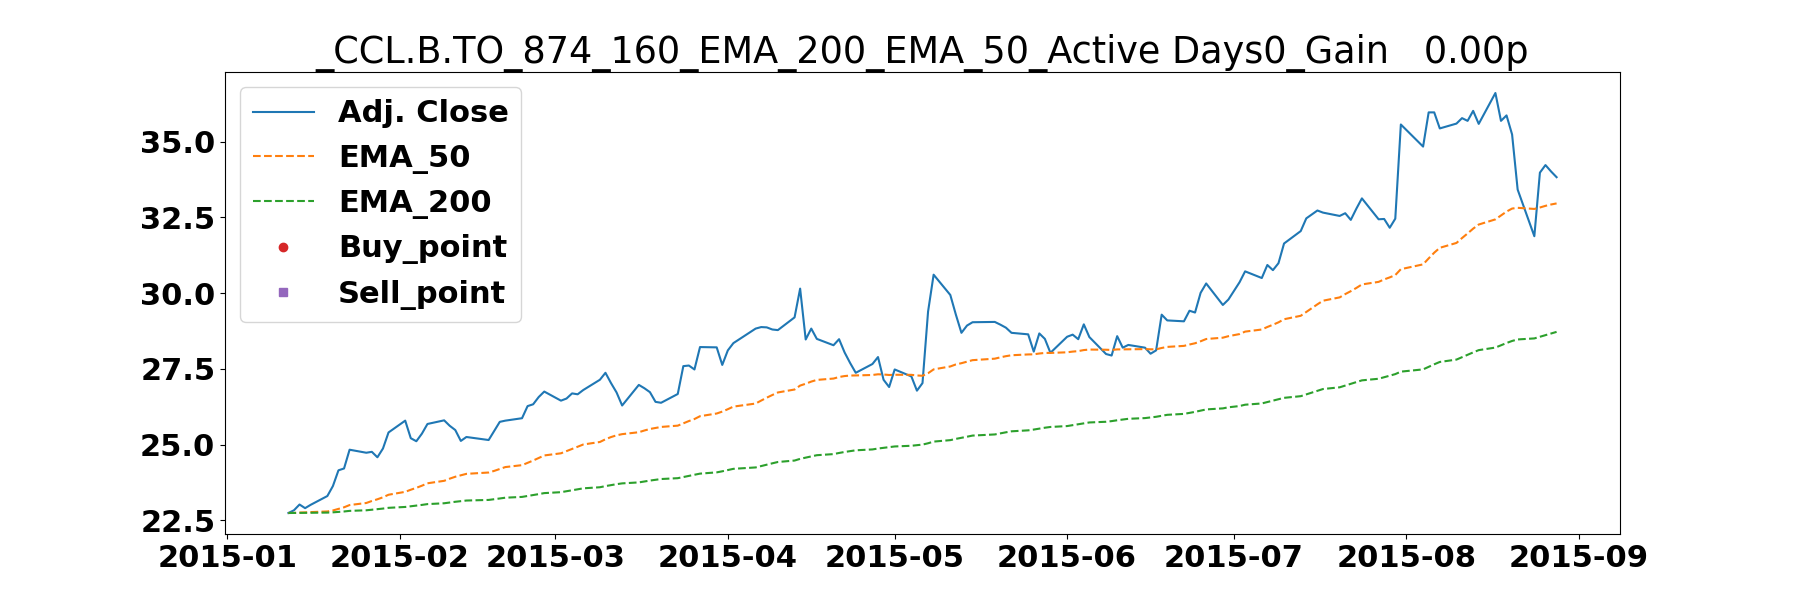 _CCL.B.TO_874_160_EMA_200_EMA_50_Active Days0_Gain   0.00p
Adj. Close
EMA_50
EMA_200
Buy_point
Sell_point
35.0
32.5
30.0
27.5
25.0
22.5
2015-01 2015-02 2015-03 2015-04 2015-05 2015-06 2015-07 2015-08 2015-09